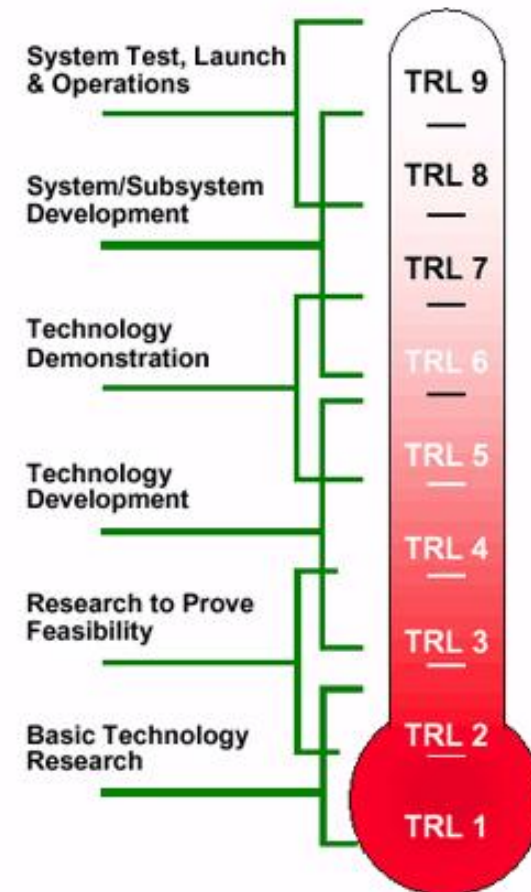 System Test, Launch
& Operations
System/Subsystem
Development
Technology
Demonstration
Technology
Development
Research to Prove
Feasibility
Basic Technology
Research
TRL 9
TRL 8
TRL 7
TRL 6
TRL 5
TRL 4
TRL 3
TRL 2
TRL 1